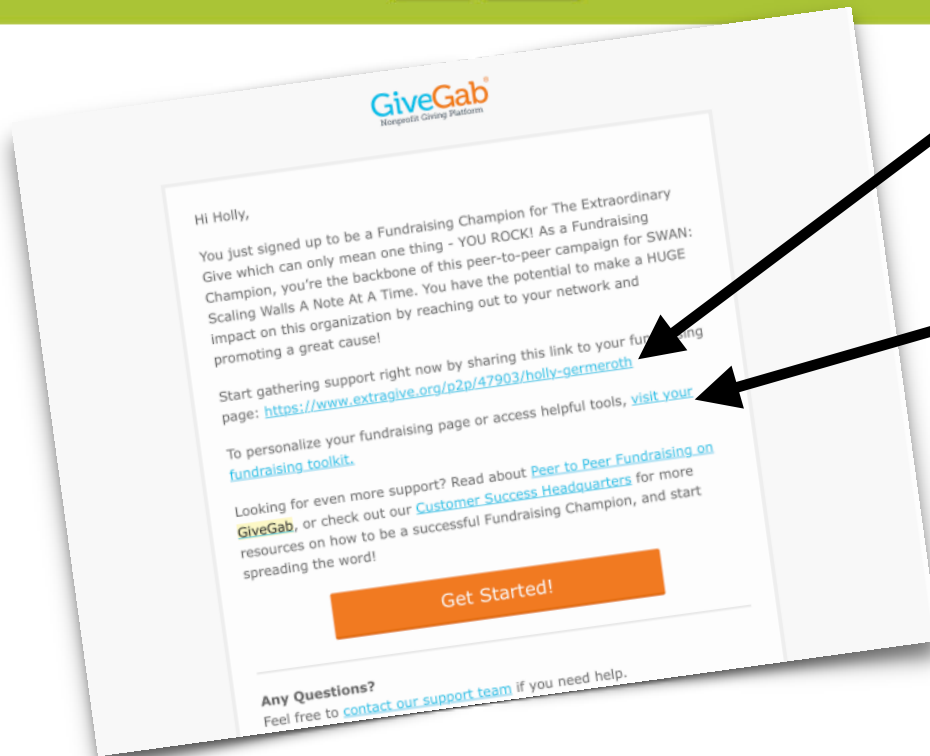 GiveGab
Nonprofit Giving Platform
Hi Holly,
You just signed up to be a Fundraising Champion for The Extraordinary
Give which can only mean one thing - YOU ROCK! As a Fundraising
Champion, you're the backbone of this peer-to-peer campaign for SWAN:
Scaling Walls A Note At A Time. You have the potential to make a HUGE
impact on this organization by reaching out to your network and
promoting a great cause!
Start gathering support right now by sharing this link to your fundraising
page: https://www.extragive.org/p2p/47903/holly-germeroth
To personalize your fundraising page or access helpful tools, visit your
fundraising toolkit.
Looking for even more support? Read about Peer to Peer Fundraising on
GiveGab, or check out our Customer Success Headquarters for more
resources on how to be a successful Fundraising Champion, and start
spreading the word!
Get Started!
Any Questions?
Feel free to contact our support team if you need help.